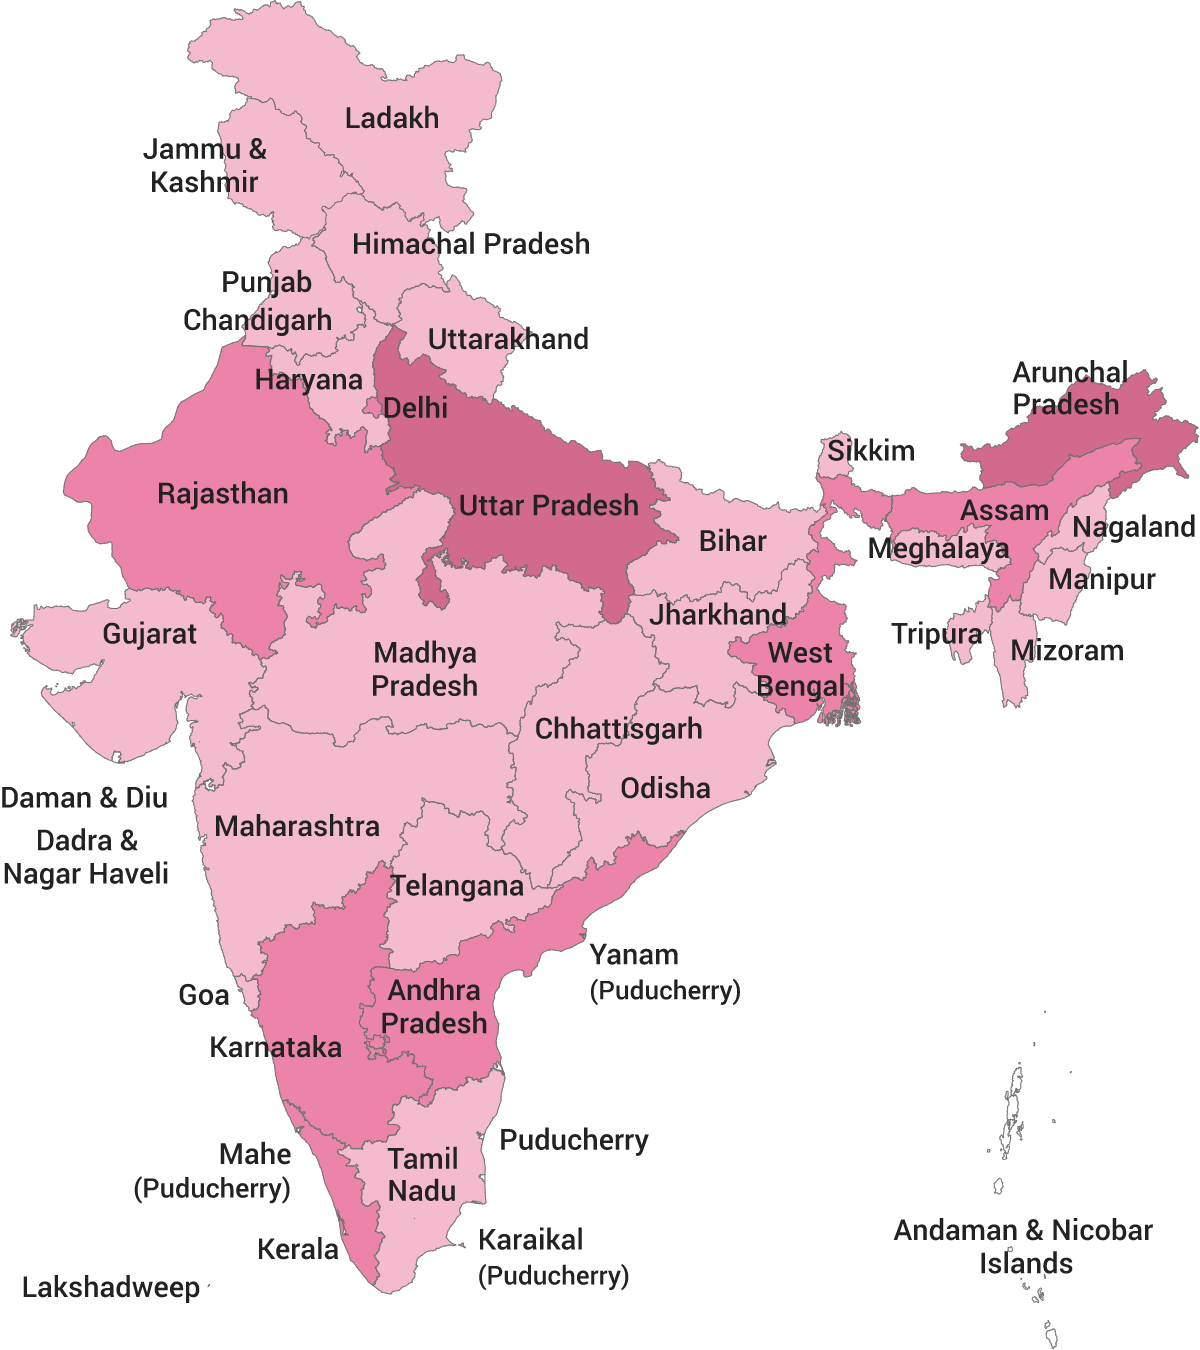 Ladakh
Jammu &
Kashmir
Himachal Pradesh
Punjab
Chandigarh
Uttarakhand
Haryana
Delhi
Arunchal
Pradesh
Sikkim
Rajasthan
Uttar Pradesh
Assam
Nagaland
Bihar
Meghalaya
Manipur
Jharkhand
Gujarat
Tripura
Mizoram
Madhya
Pradesh
West
Bengal
Chhattisgarh
Odisha
Daman & Diu
Dadra &
Nagar Haveli
Maharashtra
Telangana
Yanam
(Puducherry)
Goa
Andhra
Pradesh
Karnataka
Puducherry
Mahe
(Puducherry)
Tamil
Nadu
Kerala
Karaikal
(Puducherry)
Andaman & Nicobar
Islands
Lakshadweep